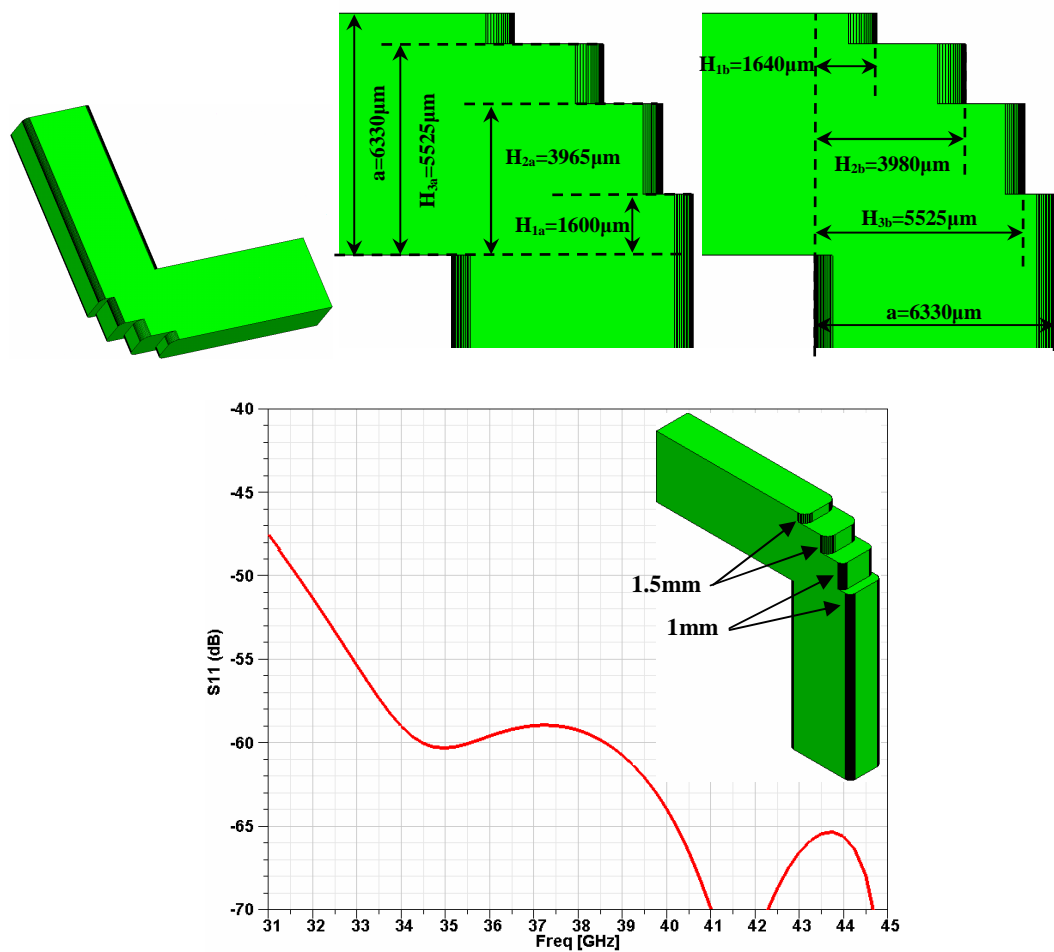 a=6330µm
H3a=5525µm
H2a=3965µm
H1a=1600µm
H1b=1640µm
H2b=3980µm
H3b=5525µm
a=6330µm
-40
-45
-50
-55
-60
-65
-70
S11 (dB)
1.5mm
1mm
31 32 33 34 35 36 37 38 39 40 41 42 43 44 45
Freq [GHz]